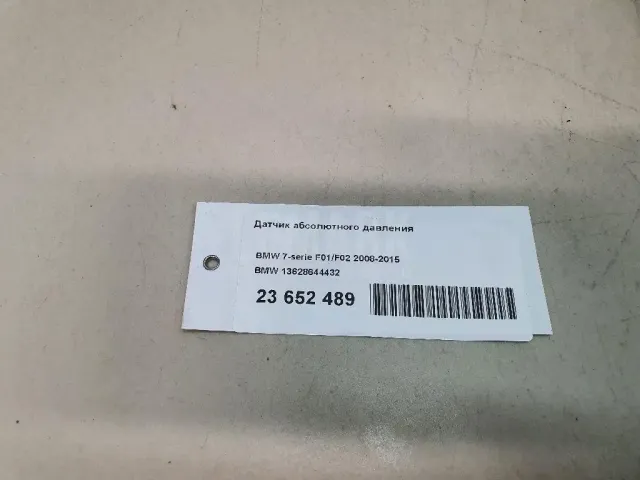 Датчик абсолютного давления
BMW 7-serie F01/F02 2008-2015
BMW 13628644432
23 652 489